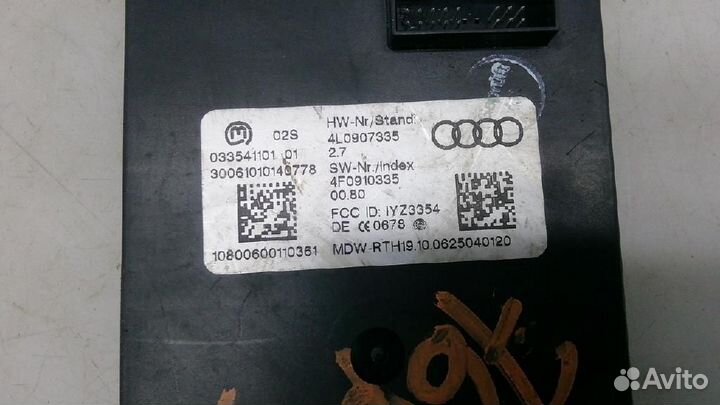 HW-Nr./Stand
02S
4L0907335
033541101 01
2.7
30061010140778
SW-Nr./Index
4F0910335
00.80
FCC ID: IYZ3354
DE CE0678
10800600110351
MDW-RTH19.10.0625040120
Avito